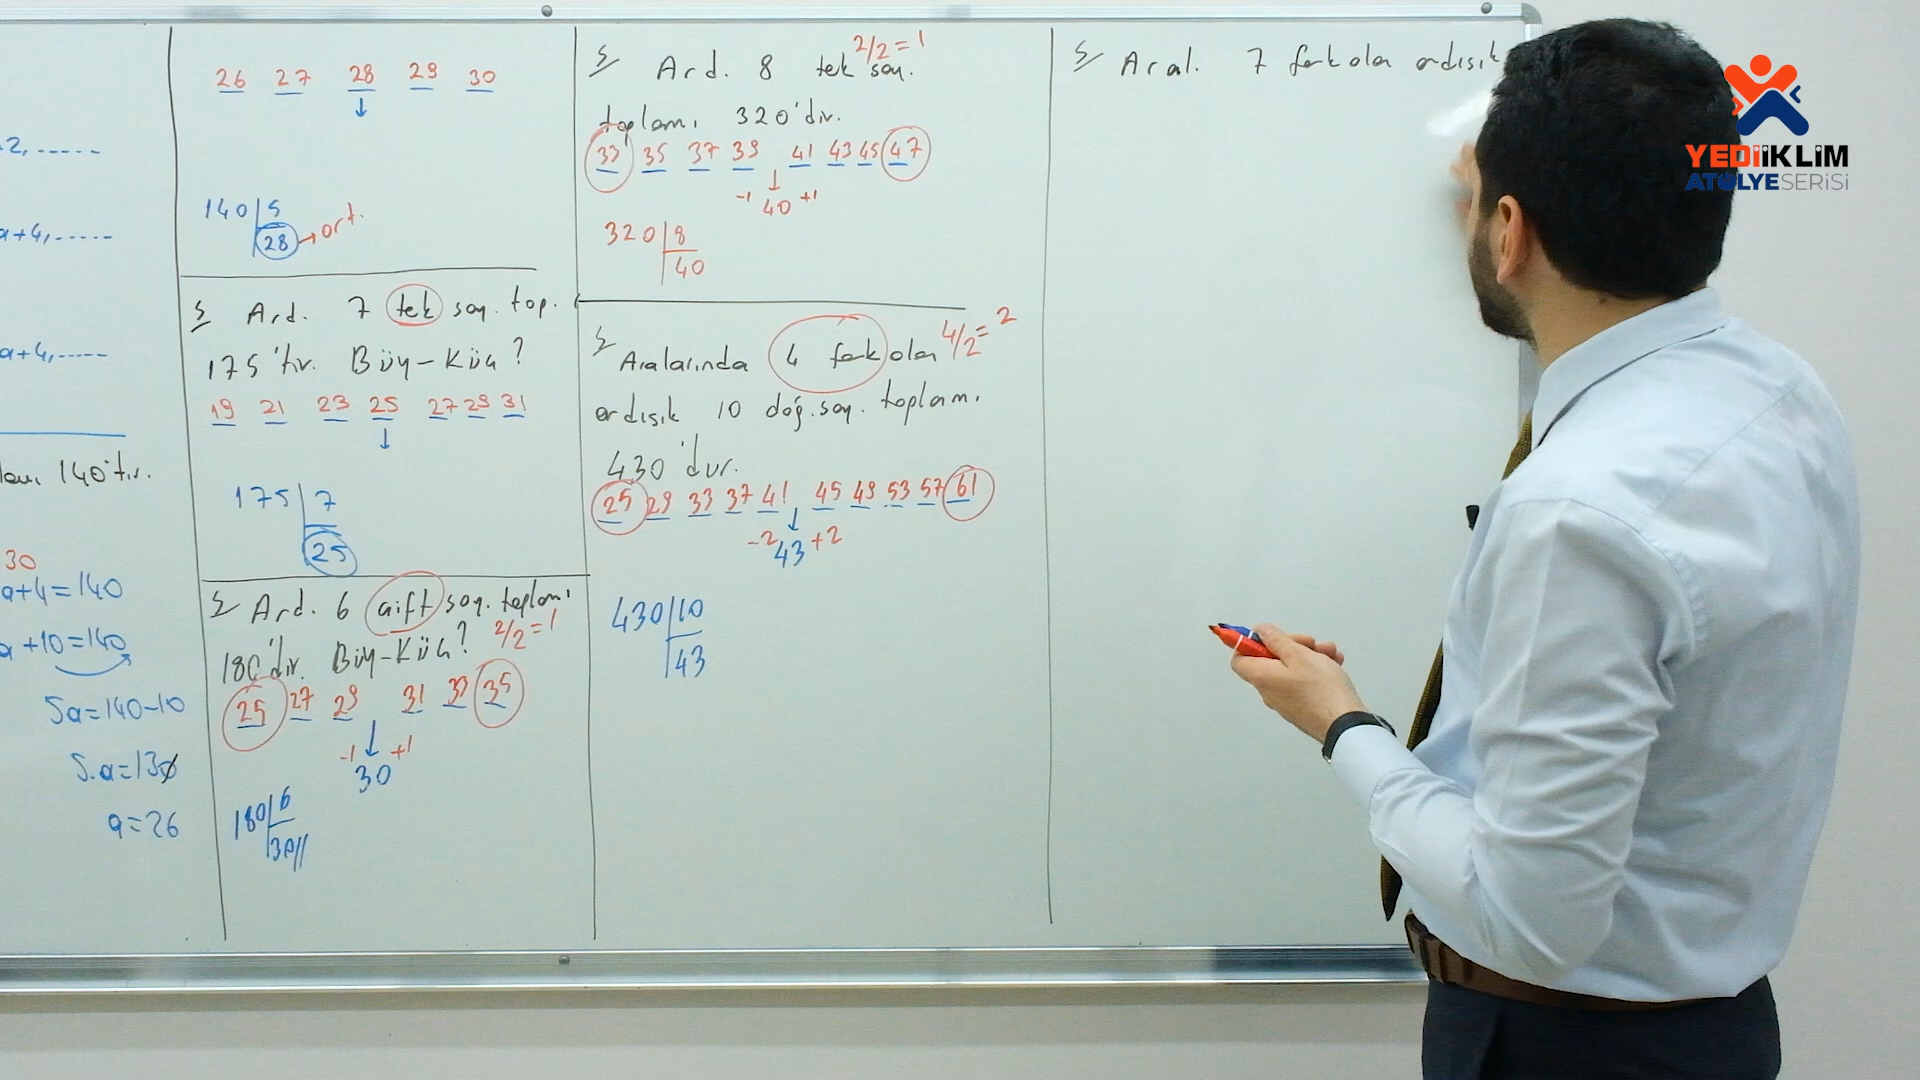 2, .....
a+4, .....
a+4, .....
140'tır.
30
a+4=140
a+10=140
5a=140-10
5.a=130
a=26
26 27 28 29 30
140 5
28 → ort.
Ard. 7 tek say. top.
175'tir. Büy-Küç?
19 21 23 25 27 29 31
175 7
25
Ard. 6 çift say. toplamı
2/2=1
180'dir. Büy-Küç?
25 27 29 31 33 35
-1 +1
30
180 6
30
2/2=1
Ard. 8 tek say.
toplamı 320'dir.
33 35 37 39 41 43 45 47
-1 +1
40
320 8
40
4/2=2
Aralarında 4 fark olan
ardışık 10 doğ. say. toplamı
430'dur.
25 29 33 37 41 45 49 53 57 61
-2 +2
43
430 10
43
Aral. 7 fark olan ardışık
YEDİİKLİM
ATÖLYESERİSİ